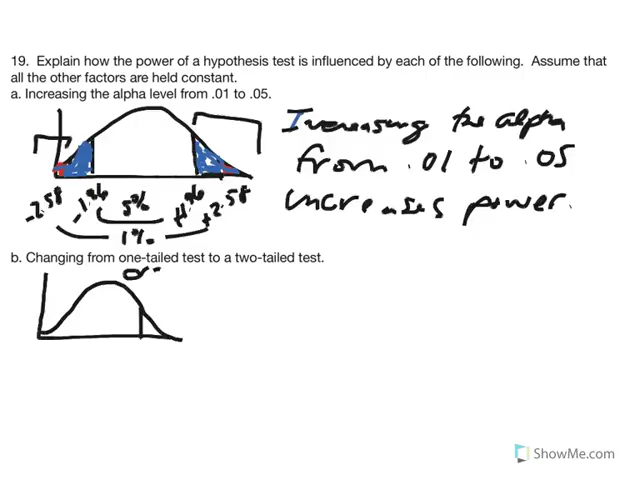 19. Explain how the power of a hypothesis test is influenced by each of the following. Assume that
all the other factors are held constant.
a. Increasing the alpha level from .01 to .05.
Increasing the alpha
from .01 to .05
increases power.
-2.58 -1.96 5% +1.96 +2.58
1%
b. Changing from one-tailed test to a two-tailed test.
ShowMe.com